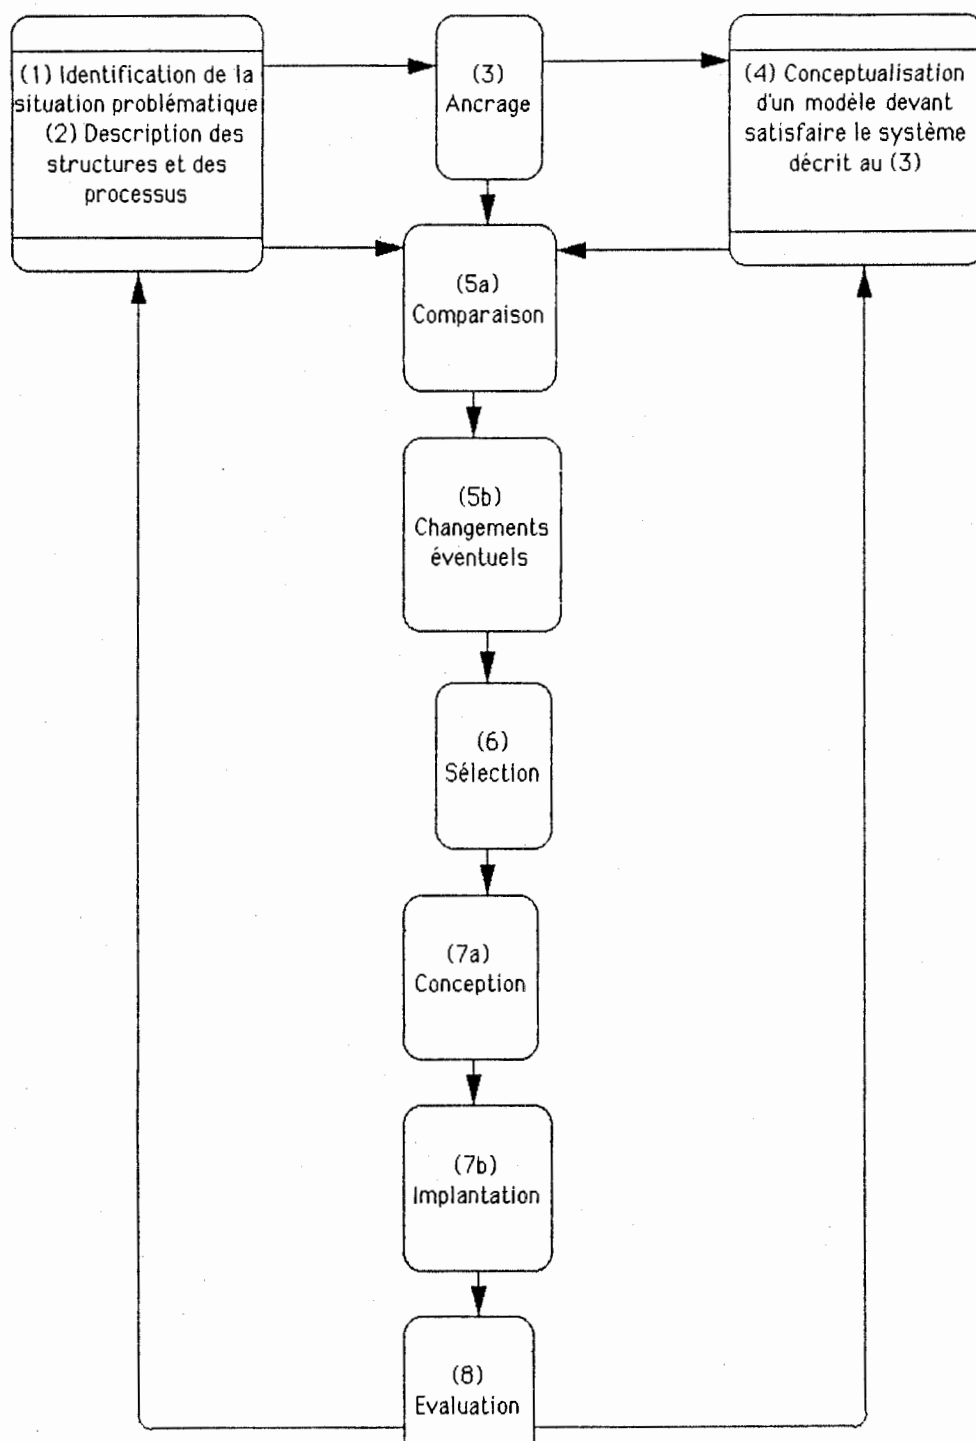 (1) Identification de la
situation problématique
(2) Description des
structures et des
processus
(3)
Ancrage
(4) Conceptualisation
d'un modèle devant
satisfaire le système
décrit au (3)
(5a)
Comparaison
(5b)
Changements
éventuels
(6)
Sélection
(7a)
Conception
(7b)
Implantation
(8)
Evaluation